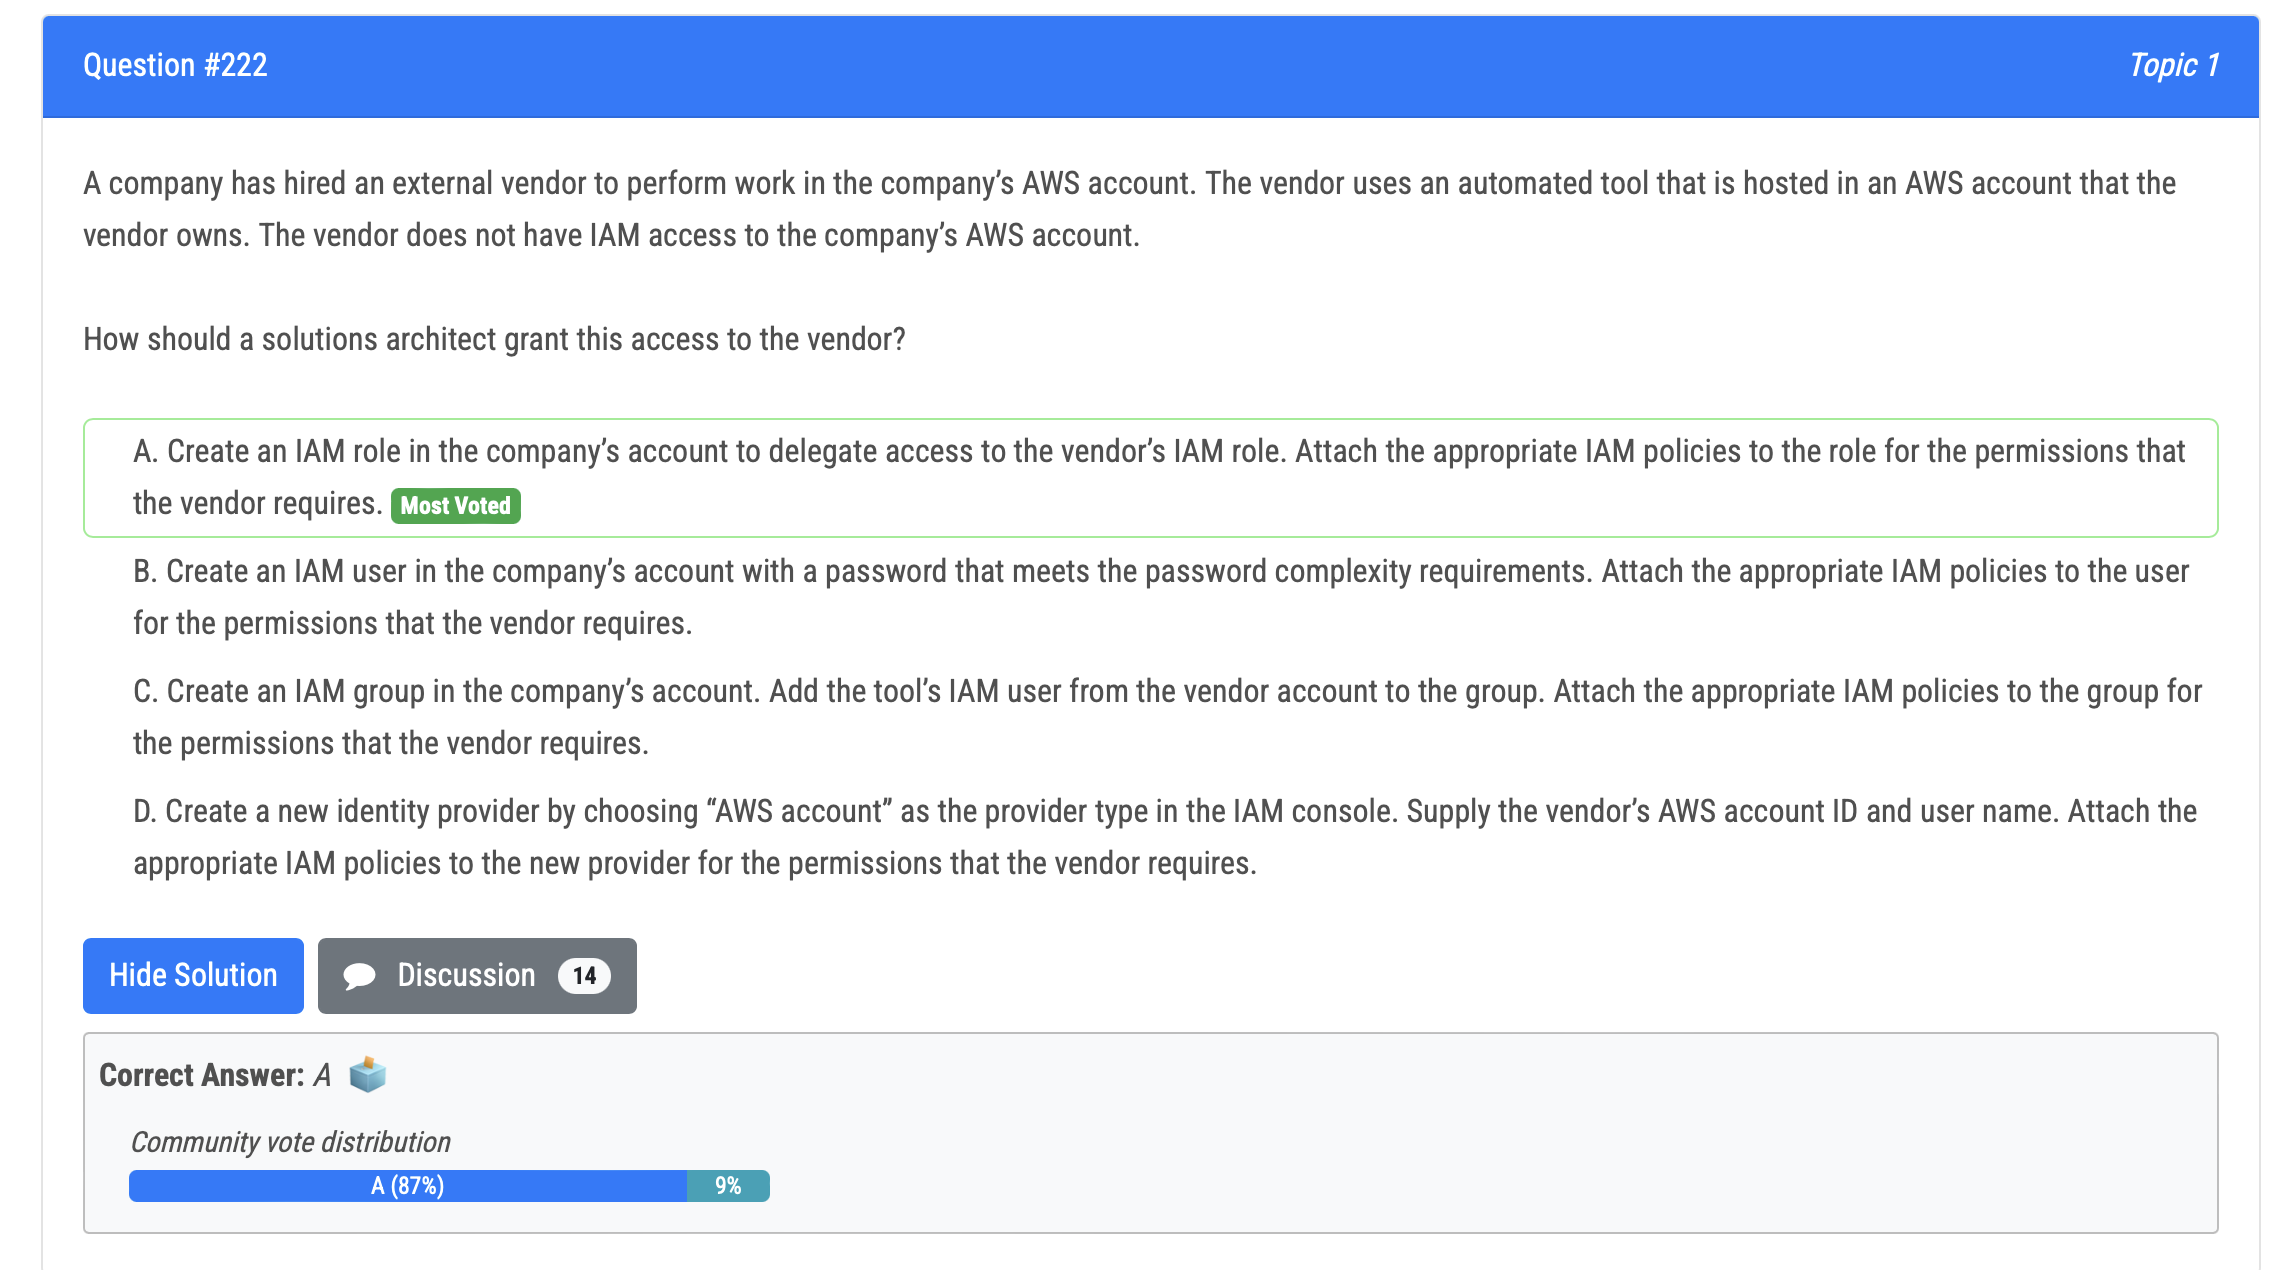 Question #222
Topic 1
A company has hired an external vendor to perform work in the company’s AWS account. The vendor uses an automated tool that is hosted in an AWS account that the
vendor owns. The vendor does not have IAM access to the company’s AWS account.
How should a solutions architect grant this access to the vendor?
A. Create an IAM role in the company’s account to delegate access to the vendor’s IAM role. Attach the appropriate IAM policies to the role for the permissions that
the vendor requires. Most Voted
B. Create an IAM user in the company’s account with a password that meets the password complexity requirements. Attach the appropriate IAM policies to the user
for the permissions that the vendor requires.
C. Create an IAM group in the company’s account. Add the tool’s IAM user from the vendor account to the group. Attach the appropriate IAM policies to the group for
the permissions that the vendor requires.
D. Create a new identity provider by choosing “AWS account” as the provider type in the IAM console. Supply the vendor’s AWS account ID and user name. Attach the
appropriate IAM policies to the new provider for the permissions that the vendor requires.
Hide Solution
Discussion 14
Correct Answer: A
Community vote distribution
A (87%)
9%